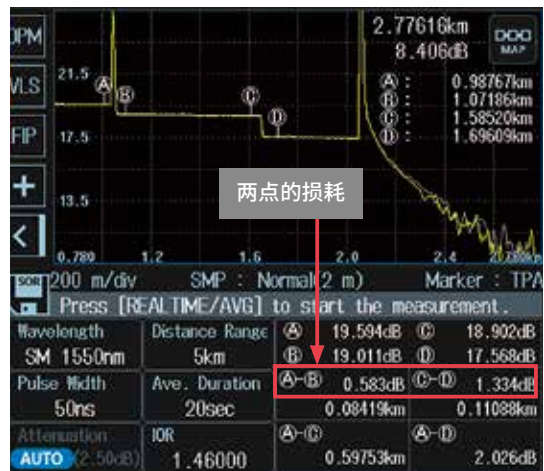 OPM
2.77616km
8.406dB
MAP
VLS
21.5
Ⓐ
Ⓑ
Ⓒ
Ⓓ
Ⓐ : 0.98767km
Ⓑ : 1.07186km
Ⓒ : 1.58520km
Ⓓ : 1.69609km
FIP
17.5
+
两点的损耗
13.5
<
0.780 1.2 1.6 2.0 2.4
SOR 200 m/div SMP : Normal(2 m) Marker : TPA
Press [REALTIME/AVG] to start the measurement.
Wavelength Distance Range Ⓐ 19.594dB Ⓒ 18.902dB
SM 1550nm 5km Ⓑ 19.011dB Ⓓ 17.568dB
Pulse Width Ave. Duration Ⓐ-Ⓑ 0.583dB Ⓒ-Ⓓ 1.334dB
50ns 20sec 0.08419km 0.11088km
Attenuation IOR Ⓐ-Ⓒ Ⓐ-Ⓓ
AUTO (2.50dB) 1.46000 0.59753km 2.026dB